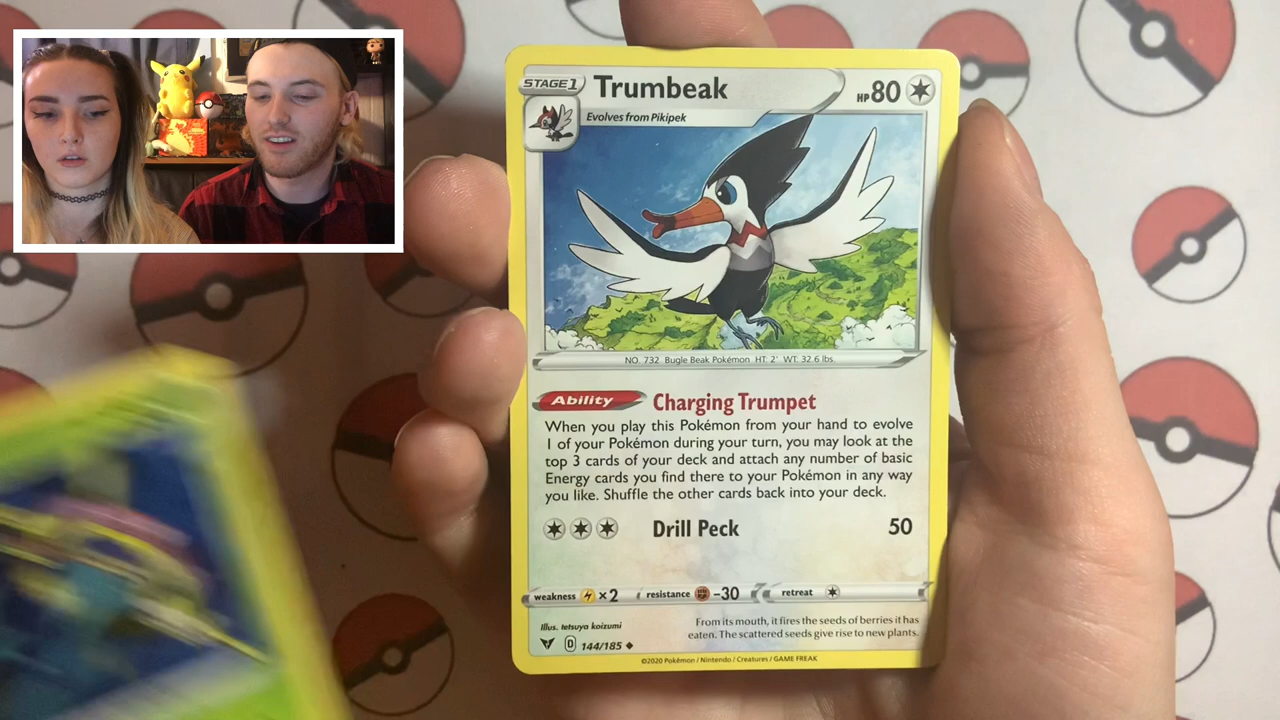 STAGE 1 Trumbeak HP 80
Evolves from Pikipek
NO. 732 Bugle Beak Pokémon HT: 2' WT: 32.6 lbs.
Ability Charging Trumpet
When you play this Pokémon from your hand to evolve
1 of your Pokémon during your turn, you may look at the
top 3 cards of your deck and attach any number of basic
Energy cards you find there to your Pokémon in any way
you like. Shuffle the other cards back into your deck.
Drill Peck 50
weakness ×2 resistance -30 retreat
Illus. tetsuya koizumi
From its mouth, it fires the seeds of berries it has
eaten. The scattered seeds give rise to new plants.
D 144/185
©2020 Pokémon / Nintendo / Creatures / GAME FREAK